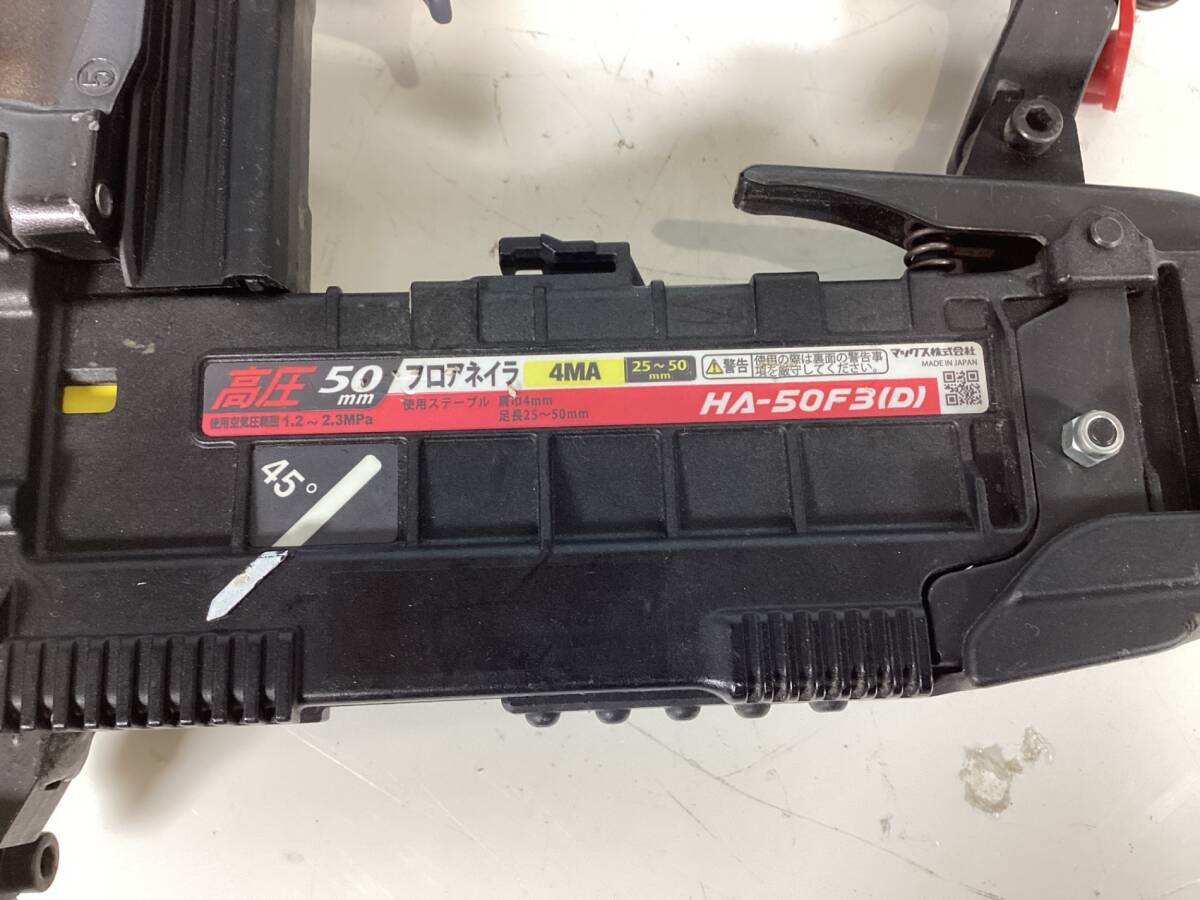 5
高圧 50mm フロアネイラ 4MA 25~50mm
警告 使用の際は裏面の警告事
項を厳守してください。
マックス株式会社
MADE IN JAPAN
使用空気圧範囲 1.2~2.3MPa
使用ステープル 肩巾4mm
足長25~50mm
HA-50F3(D)
45°